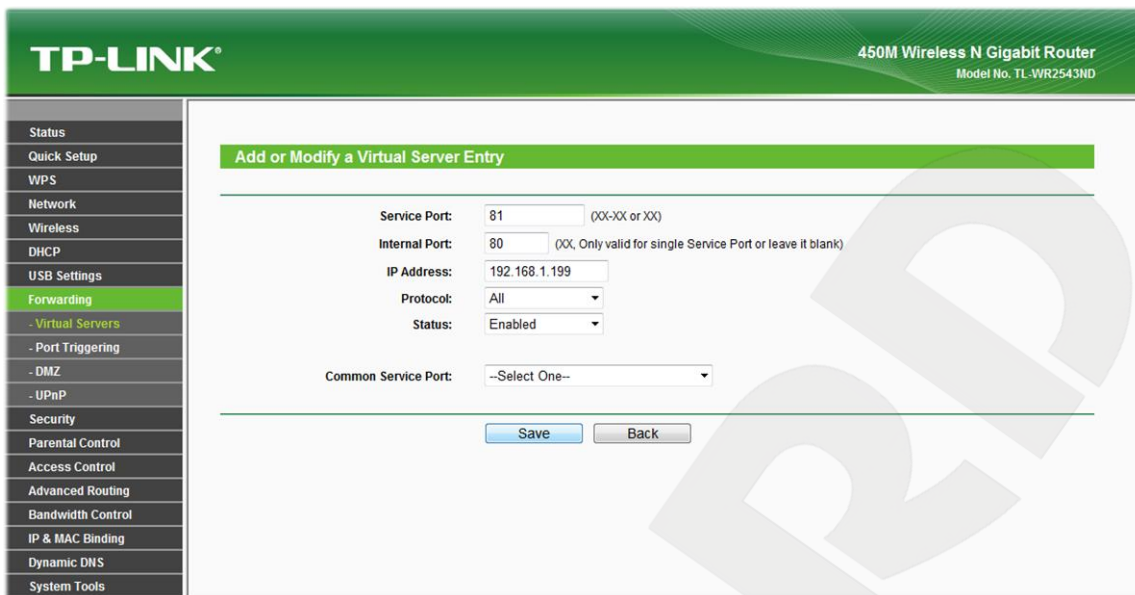 TP-LINK®
450M Wireless N Gigabit Router
Model No. TL-WR2543ND
Status
Quick Setup
WPS
Network
Wireless
DHCP
USB Settings
Forwarding
- Virtual Servers
- Port Triggering
- DMZ
- UPnP
Security
Parental Control
Access Control
Advanced Routing
Bandwidth Control
IP & MAC Binding
Dynamic DNS
System Tools
Add or Modify a Virtual Server Entry
Service Port: 81 (XX-XX or XX)
Internal Port: 80 (XX, Only valid for single Service Port or leave it blank)
IP Address: 192.168.1.199
Protocol: All
Status: Enabled
Common Service Port: --Select One--
Save Back
RD